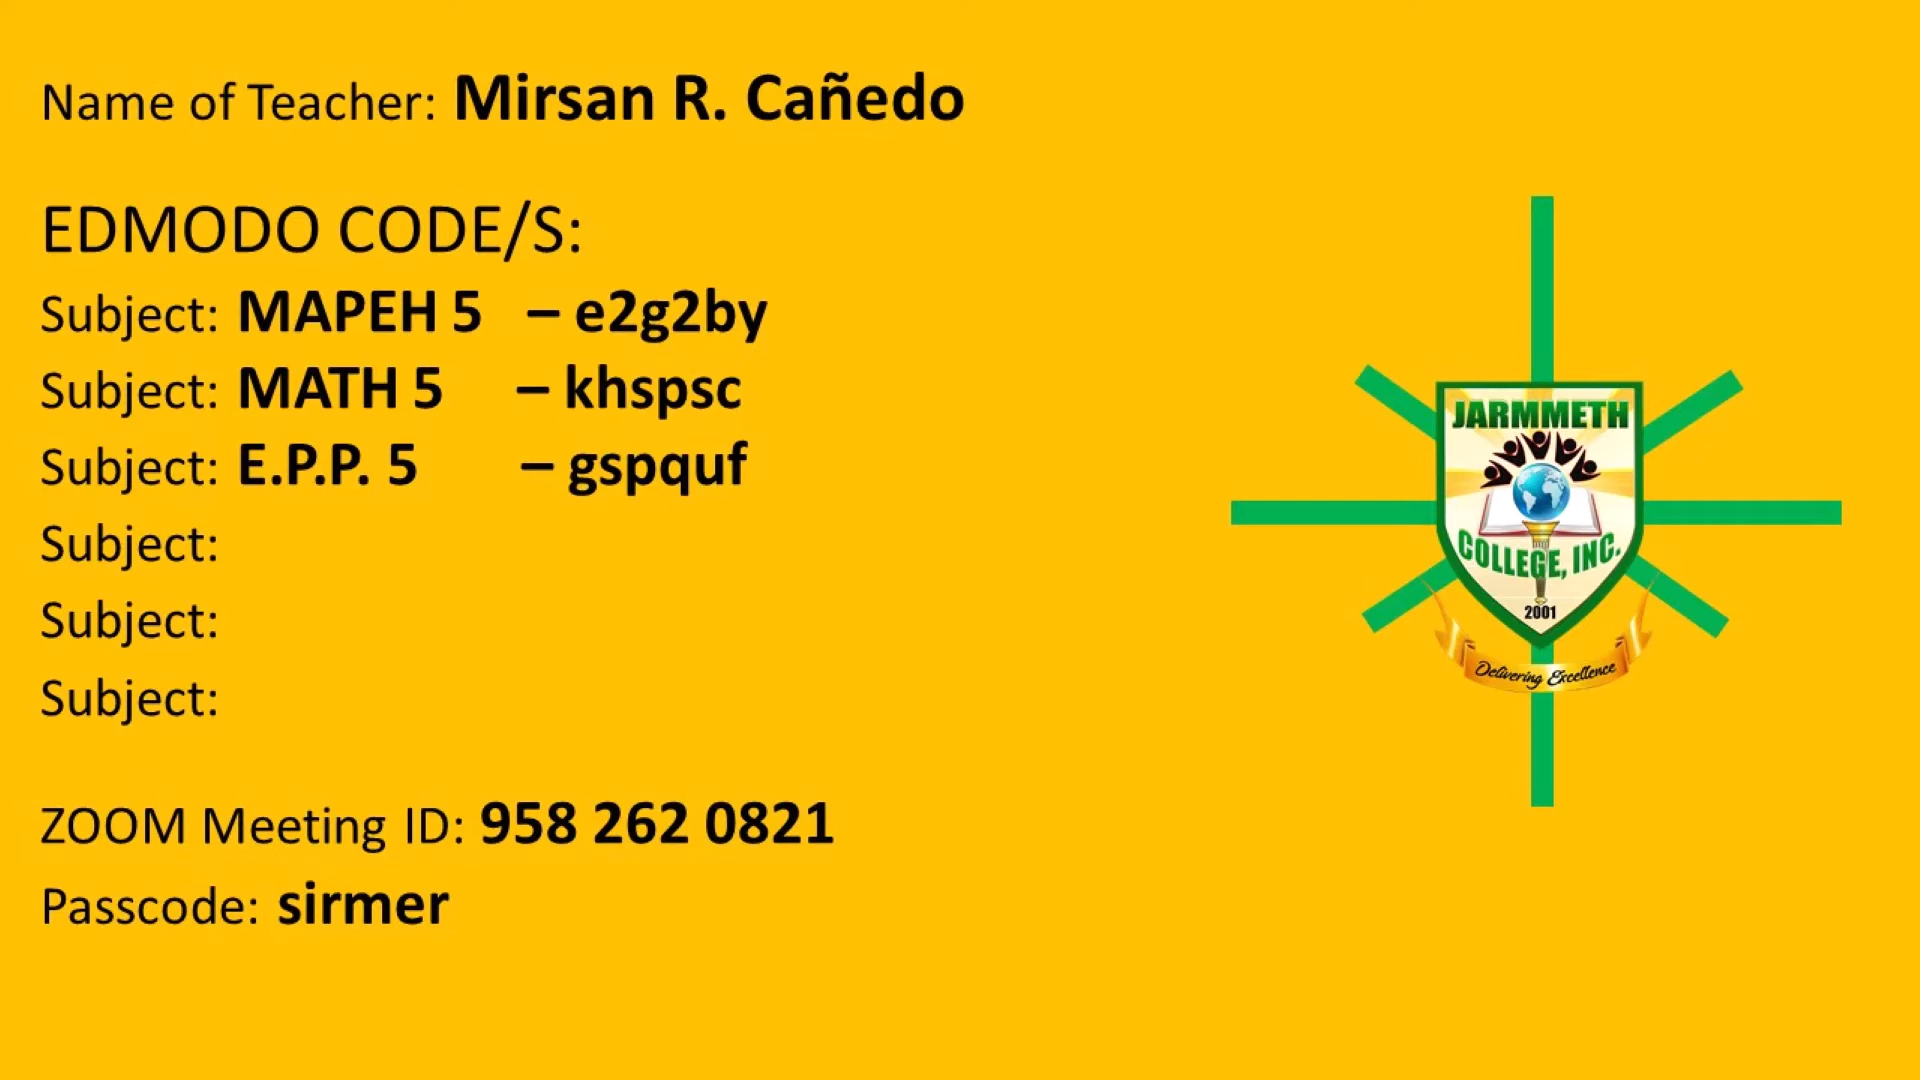 Name of Teacher: Mirsan R. Cañedo
EDMODO CODE/S:
Subject: MAPEH 5 – e2g2by
Subject: MATH 5 – khspsc
Subject: E.P.P. 5 – gspquf
Subject:
Subject:
Subject:
ZOOM Meeting ID: 958 262 0821
Passcode: sirmer
JARMMETH
COLLEGE, INC.
2001
Delivering Excellence